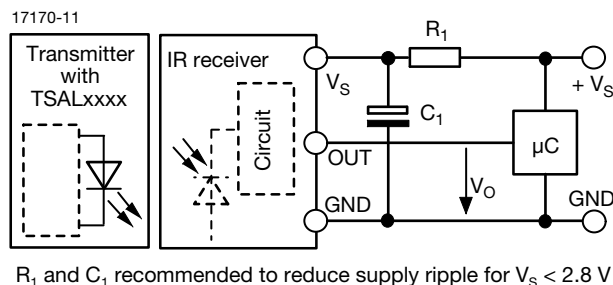 17170-11
Transmitter
with
TSALxxxx
IR receiver
Circuit
VS
OUT
GND
R1
C1
+ VS
µC
VO
GND
R1 and C1 recommended to reduce supply ripple for VS < 2.8 V